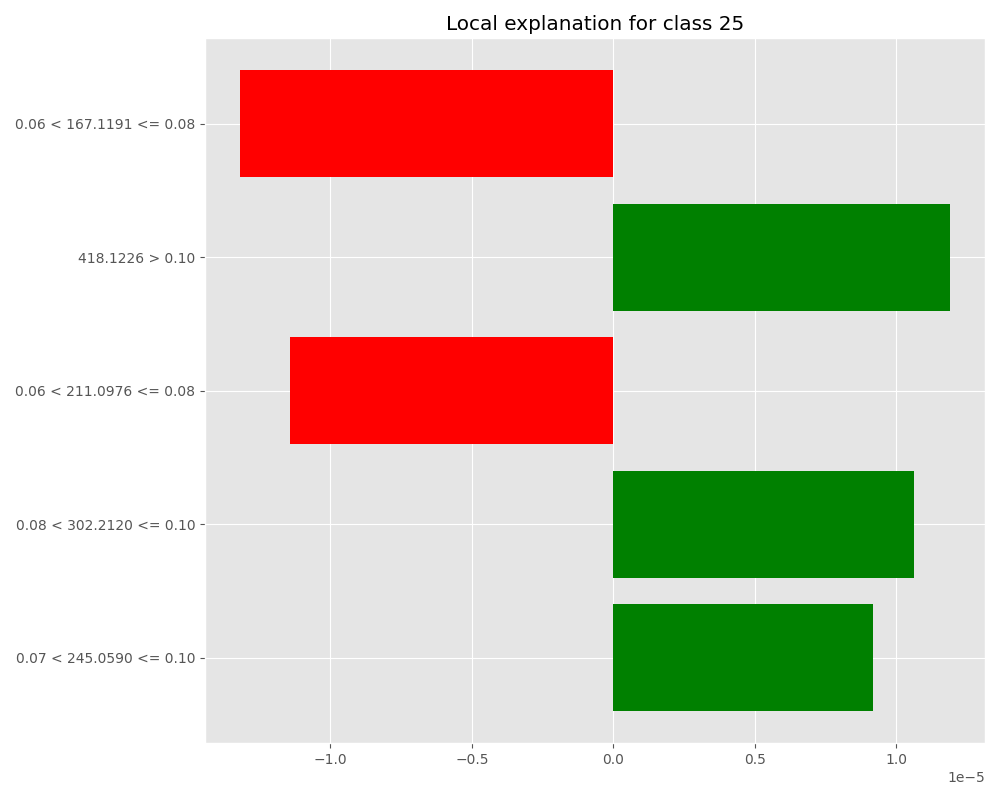 Local explanation for class 25
0.06 < 167.1191 <= 0.08
418.1226 > 0.10
0.06 < 211.0976 <= 0.08
0.08 < 302.2120 <= 0.10
0.07 < 245.0590 <= 0.10
−1.0 −0.5 0.0 0.5 1.0
1e−5